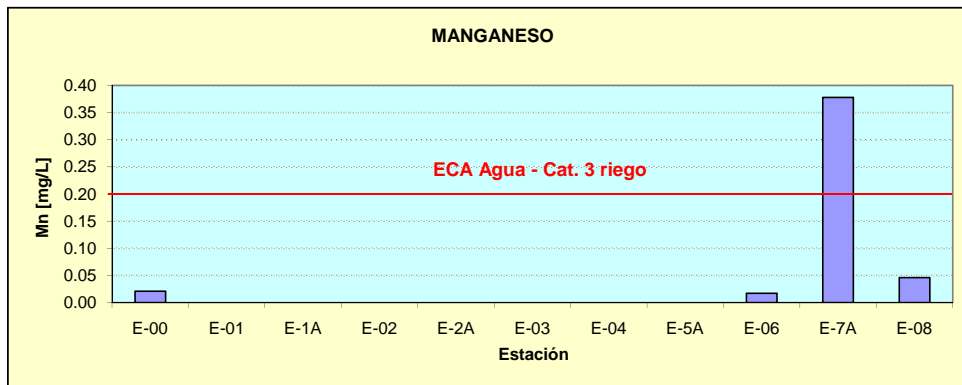 MANGANESO
0.40
0.35
0.30
0.25
0.20
0.15
0.10
0.05
0.00
Mn [mg/L]
ECA Agua - Cat. 3 riego
E-00 E-01 E-1A E-02 E-2A E-03 E-04 E-5A E-06 E-7A E-08
Estación